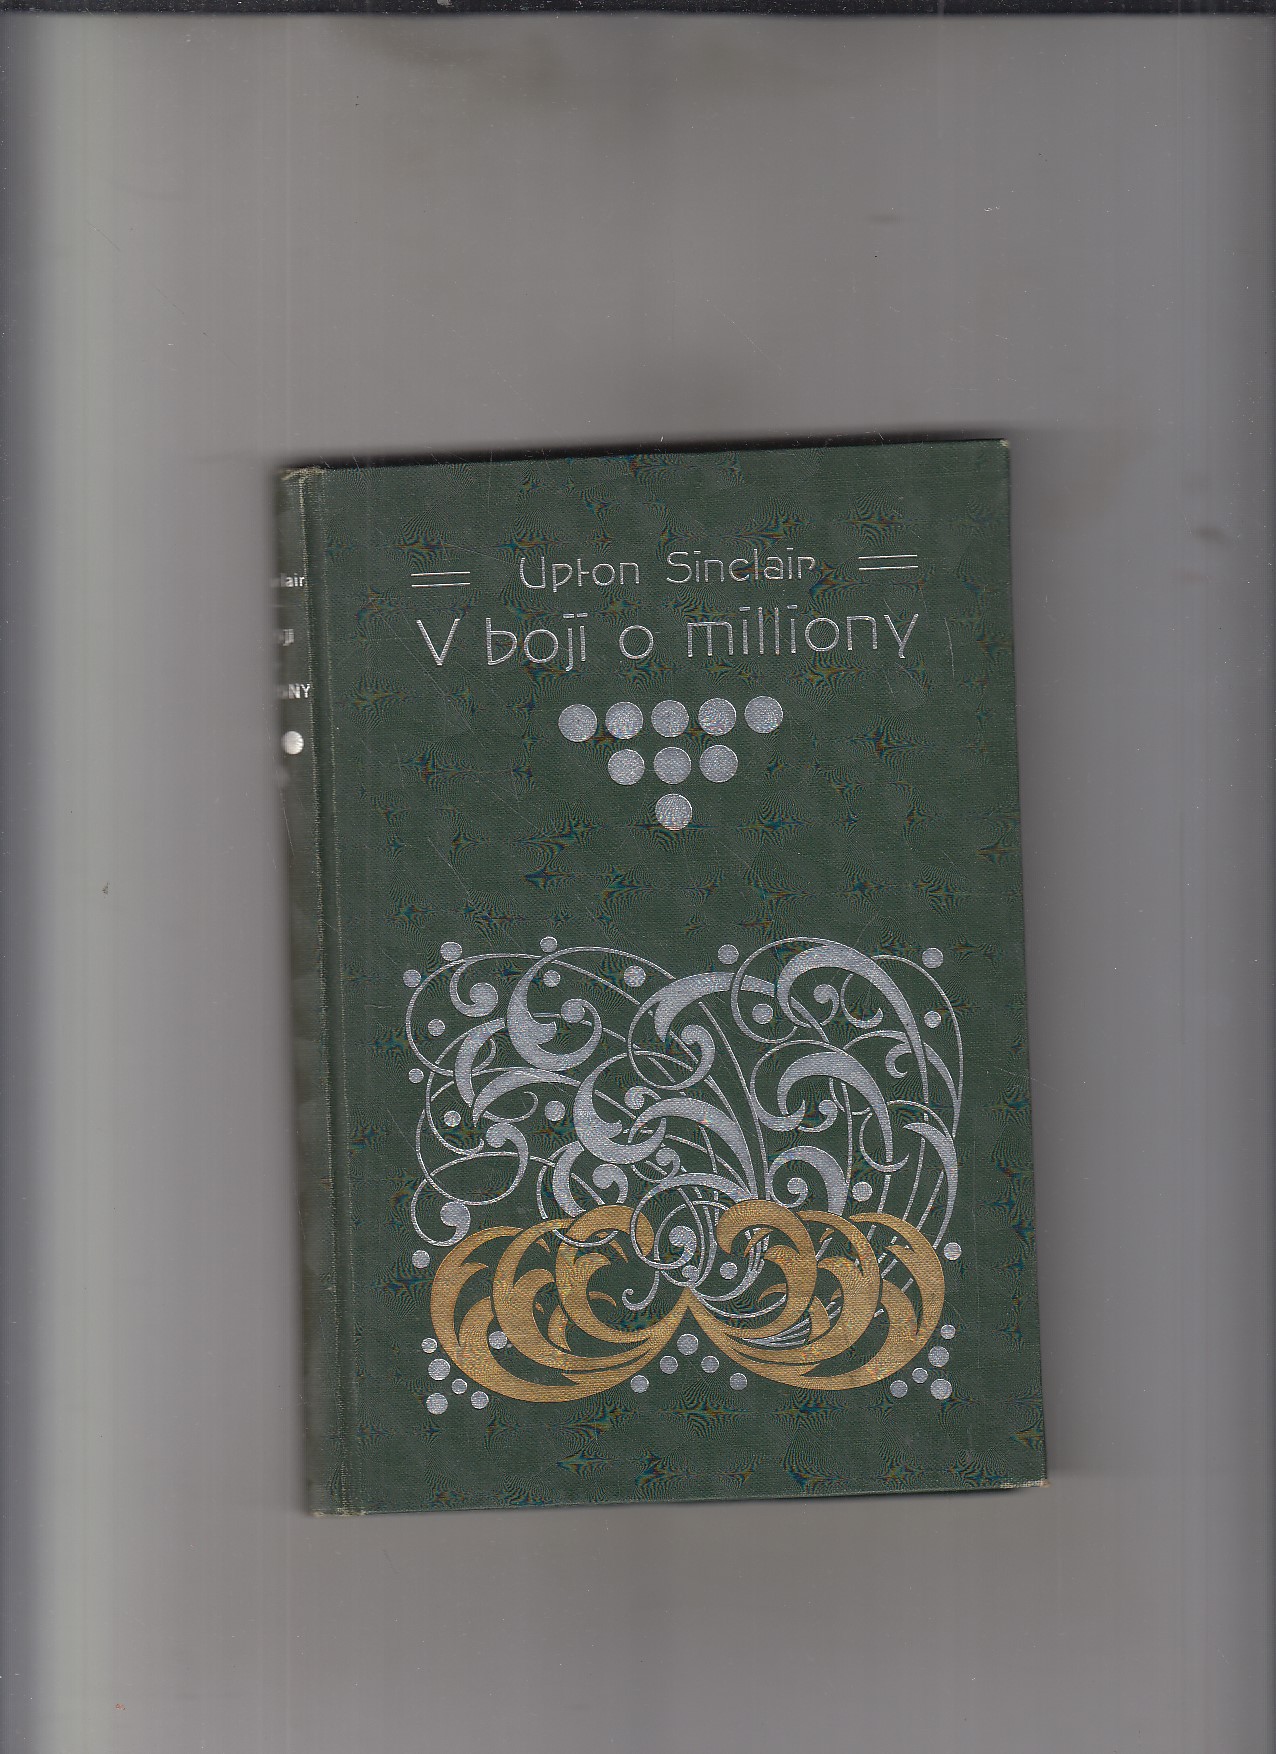 Upton Sinclair
V boji o milliony